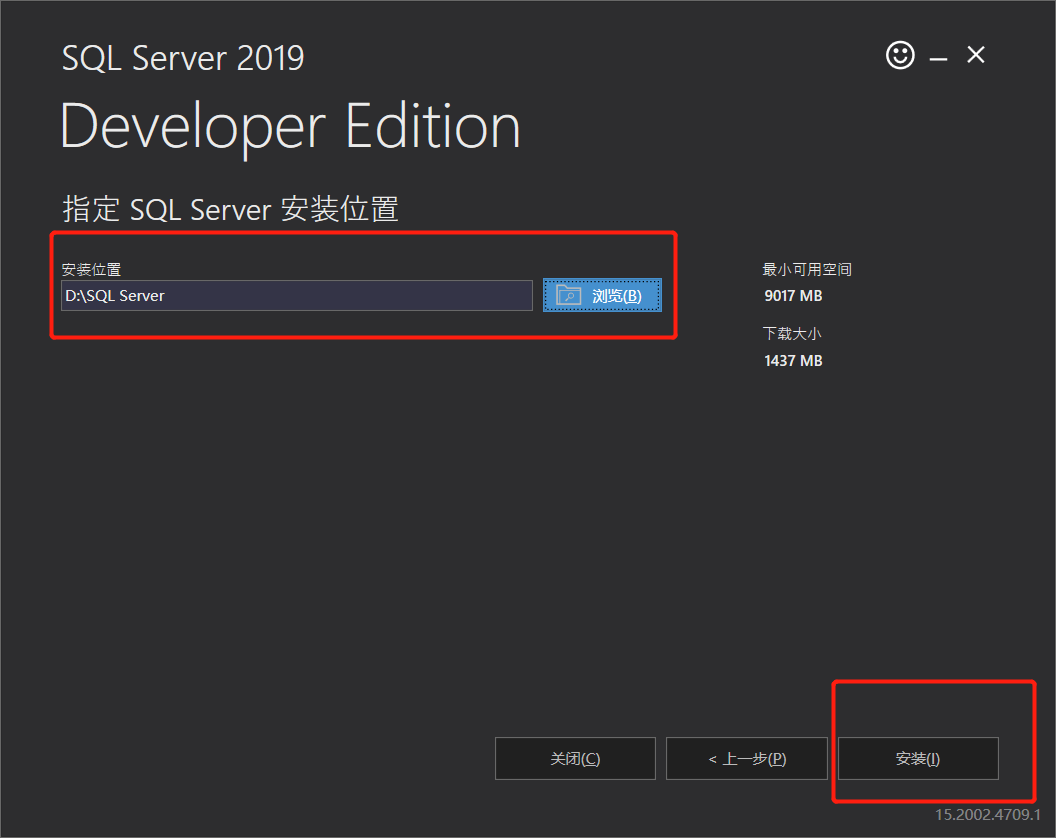 SQL Server 2019
Developer Edition
指定 SQL Server 安装位置
安装位置
D:\SQL Server
浏览(B)
最小可用空间
9017 MB
下载大小
1437 MB
关闭(C)
< 上一步(P)
安装(I)
15.2002.4709.1